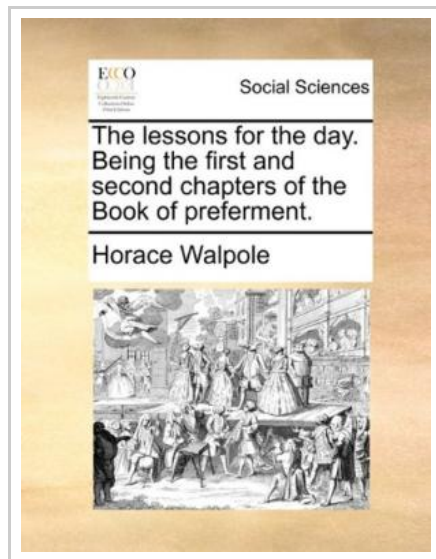 ECCO
Social Sciences
The lessons for the day.
Being the first and
second chapters of the
Book of preferment.
Horace Walpole